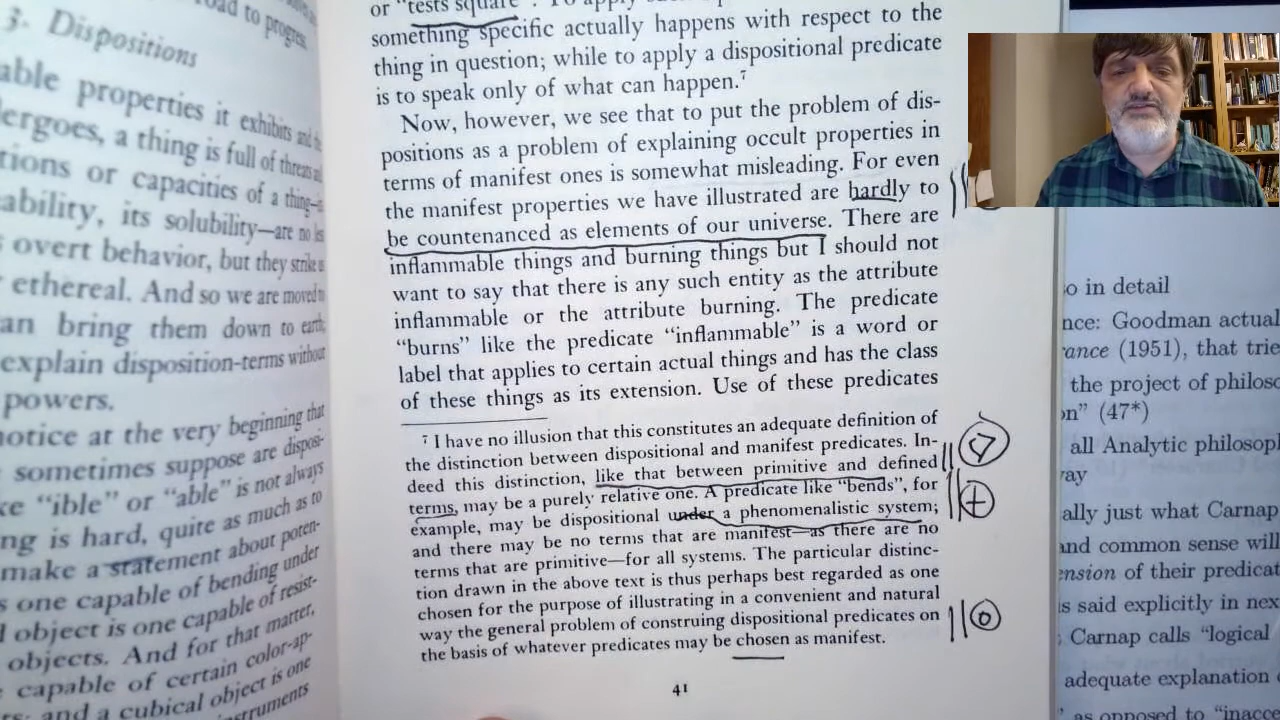 road to progress
3. Dispositions
able properties it exhibits and the
ergoes, a thing is full of threats and
tions or capacities of a thing—
ability, its solubility—are no less
overt behavior, but they strike us
ethereal. And so we are moved to
an bring them down to earth;
explain disposition-terms without
powers.
notice at the very beginning that
sometimes suppose are disposi-
ke "ible" or "able" is not always
ng is hard, quite as much as to
make a statement about poten-
s one capable of bending under
d object is one capable of resist-
objects. And for that matter,
capable of certain color-ap-
s; and a cubical object is one
instruments
or "tests square". To apply
something specific actually happens with respect to the
thing in question; while to apply a dispositional predicate
is to speak only of what can happen.⁷
Now, however, we see that to put the problem of dis-
positions as a problem of explaining occult properties in
terms of manifest ones is somewhat misleading. For even
the manifest properties we have illustrated are hardly to
be countenanced as elements of our universe. There are
inflammable things and burning things but I should not
want to say that there is any such entity as the attribute
inflammable or the attribute burning. The predicate
"burns" like the predicate "inflammable" is a word or
label that applies to certain actual things and has the class
of these things as its extension. Use of these predicates
⁷ I have no illusion that this constitutes an adequate definition of
the distinction between dispositional and manifest predicates. In-
deed this distinction, like that between primitive and defined
terms, may be a purely relative one. A predicate like "bends", for
example, may be dispositional under a phenomenalistic system;
and there may be no terms that are manifest—as there are no
terms that are primitive—for all systems. The particular distinc-
tion drawn in the above text is thus perhaps best regarded as one
chosen for the purpose of illustrating in a convenient and natural
way the general problem of construing dispositional predicates on
the basis of whatever predicates may be chosen as manifest.
41
so in detail
nce: Goodman actual
rance (1951), that trie
the project of philoso
on" (47*)
all Analytic philosoph
way
ally just what Carnap
and common sense will
ension of their predicat
is said explicitly in nex
Carnap calls "logical
adequate explanation
as opposed to "inacce